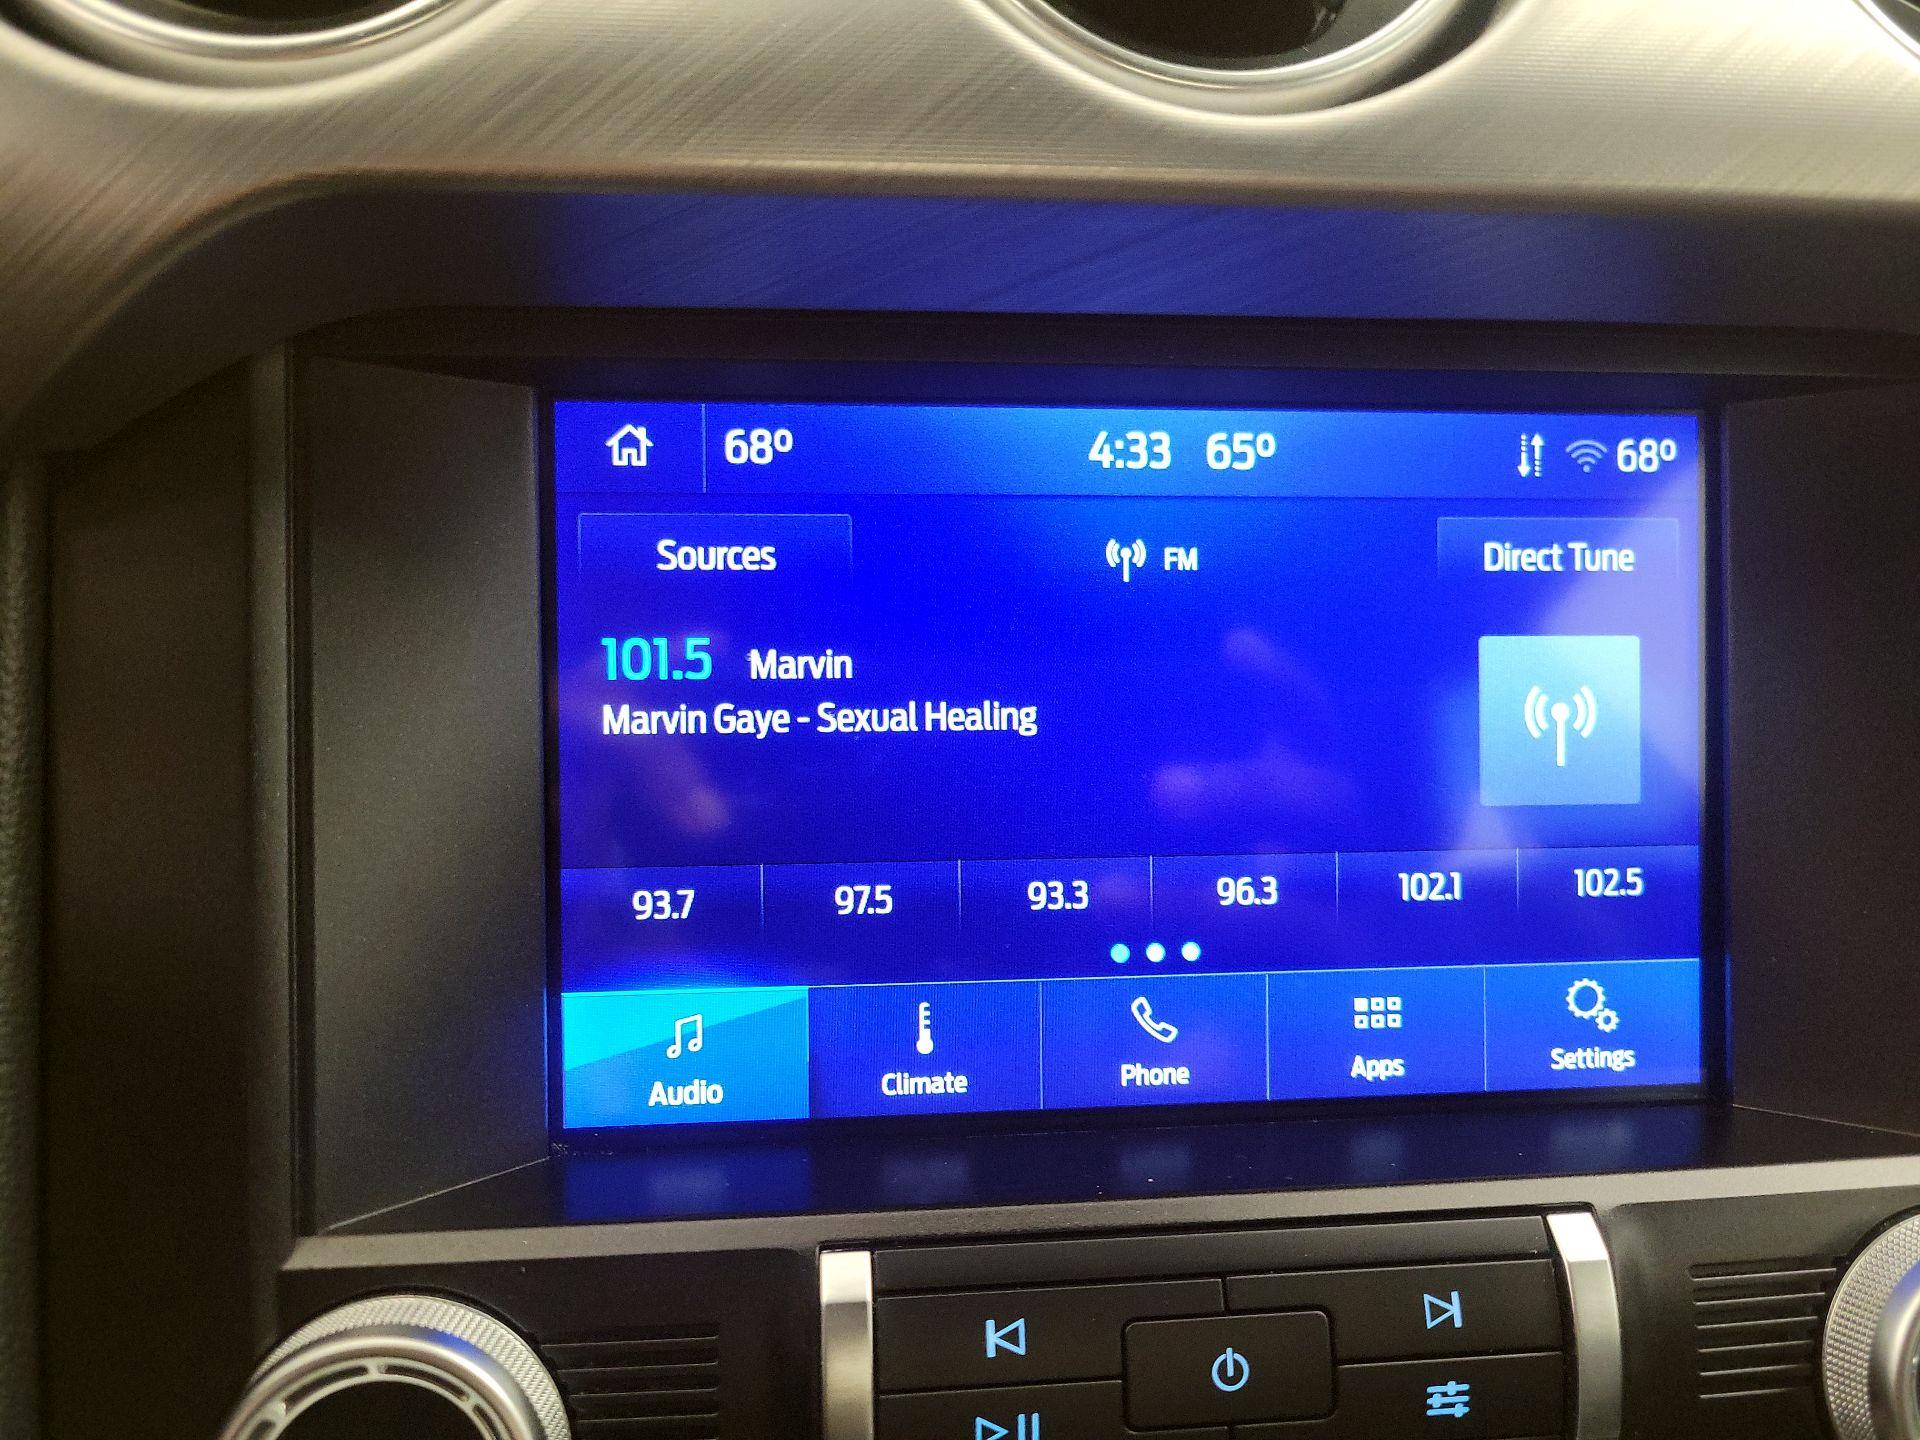 68° 4:33 65° 68°
Sources FM Direct Tune
101.5 Marvin
Marvin Gaye - Sexual Healing
93.7 97.5 93.3 96.3 102.1 102.5
Audio Climate Phone Apps Settings